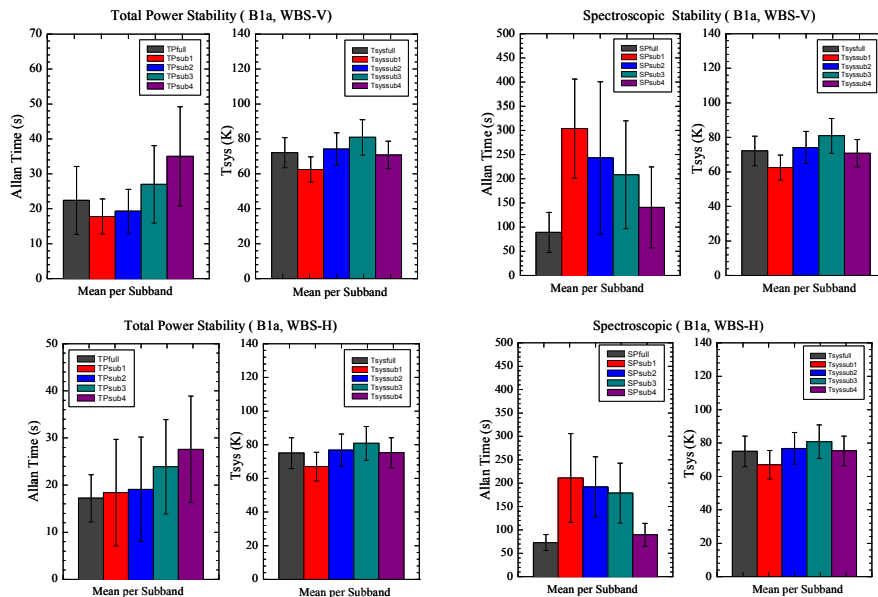 Total Power Stability ( B1a, WBS-V)
70
60
50
40
30
20
10
0
Allan Time (s)
TPfull
TPsub1
TPsub2
TPsub3
TPsub4
140
120
100
80
60
40
20
0
Tsys (K)
Tsysfull
Tsyssub1
Tsyssub2
Tsyssub3
Tsyssub4
Mean per Subband
Mean per Subband
Spectroscopic Stability ( B1a, WBS-V)
500
450
400
350
300
250
200
150
100
50
0
Allan Time (s)
SPfull
SPsub1
SPsub2
SPsub3
SPsub4
140
120
100
80
60
40
20
0
Tsys (K)
Tsysfull
Tsyssub1
Tsyssub2
Tsyssub3
Tsyssub4
Mean per Subband
Mean per Subband
Total Power Stability ( B1a, WBS-H)
50
40
30
20
10
0
Allan Time (s)
TPfull
TPsub1
TPsub2
TPsub3
TPsub4
140
120
100
80
60
40
20
0
Tsys (K)
Tsysfull
Tsyssub1
Tsyssub2
Tsyssub3
Tsyssub4
Mean per Subband
Mean per Subband
Spectroscopic ( B1a, WBS-H)
500
450
400
350
300
250
200
150
100
50
0
Allan Time (s)
SPfull
SPsub1
SPsub2
SPsub3
SPsub4
140
120
100
80
60
40
20
0
Tsys (K)
Tsysfull
Tsyssub1
Tsyssub2
Tsyssub3
Tsyssub4
Mean per Subband
Mean per Subband